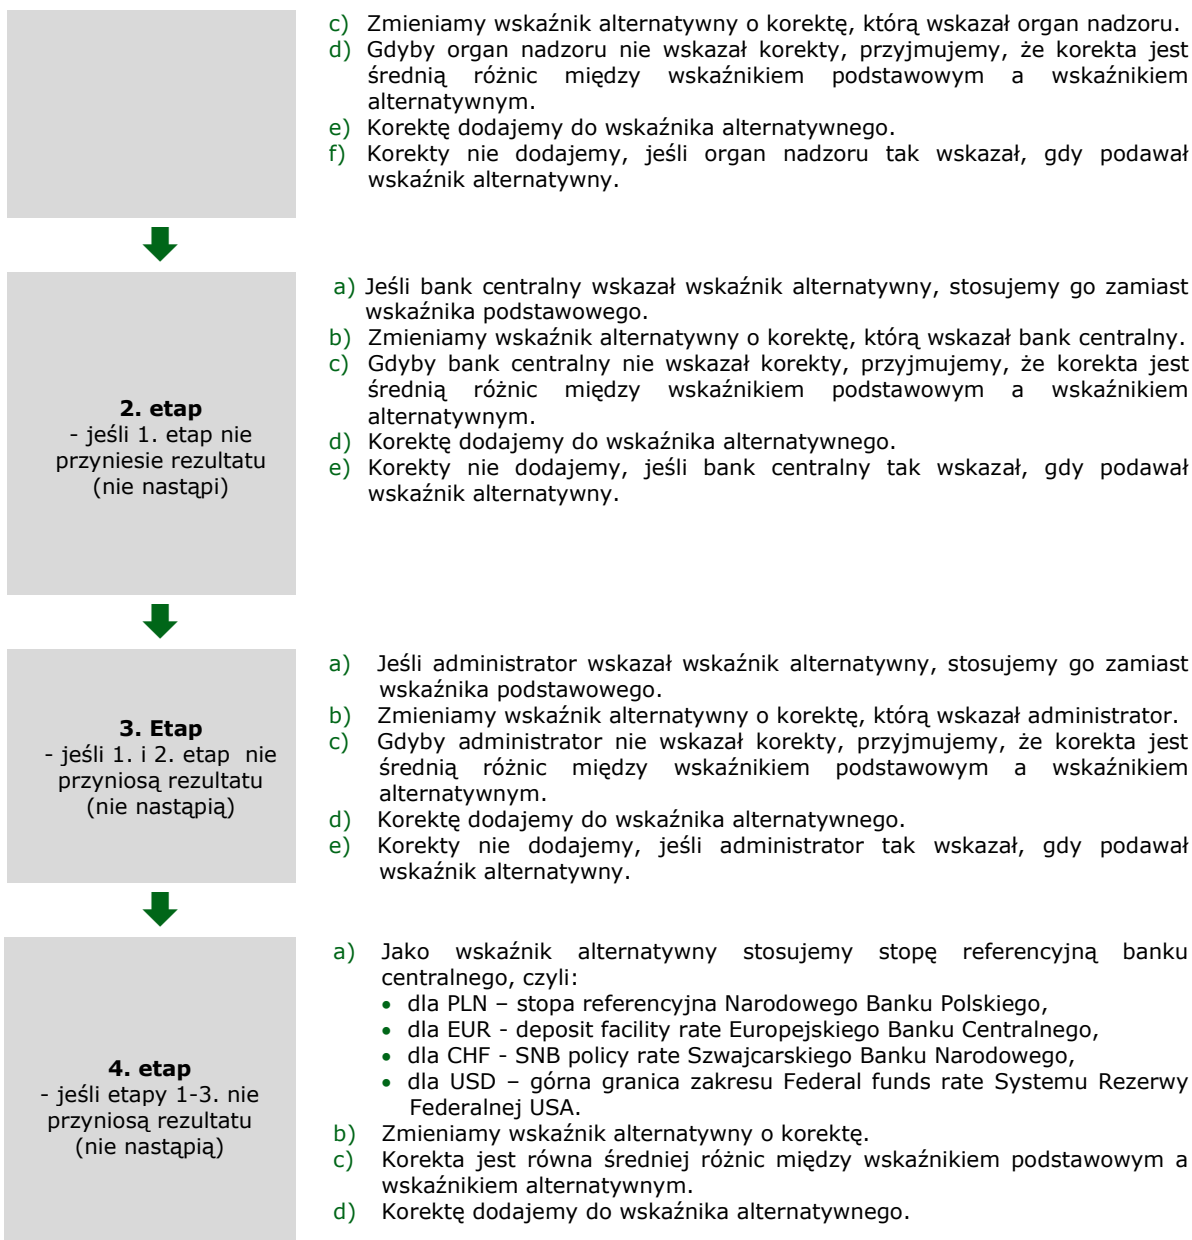 c) Zmieniamy wskaźnik alternatywny o korektę, którą wskazał organ nadzoru.
d) Gdyby organ nadzoru nie wskazał korekty, przyjmujemy, że korekta jest
średnią różnic między wskaźnikiem podstawowym a wskaźnikiem
alternatywnym.
e) Korektę dodajemy do wskaźnika alternatywnego.
f) Korekty nie dodajemy, jeśli organ nadzoru tak wskazał, gdy podawał
wskaźnik alternatywny.
2. etap
- jeśli 1. etap nie
przyniesie rezultatu
(nie nastąpi)
a) Jeśli bank centralny wskazał wskaźnik alternatywny, stosujemy go zamiast
wskaźnika podstawowego.
b) Zmieniamy wskaźnik alternatywny o korektę, którą wskazał bank centralny.
c) Gdyby bank centralny nie wskazał korekty, przyjmujemy, że korekta jest
średnią różnic między wskaźnikiem podstawowym a wskaźnikiem
alternatywnym.
d) Korektę dodajemy do wskaźnika alternatywnego.
e) Korekty nie dodajemy, jeśli bank centralny tak wskazał, gdy podawał
wskaźnik alternatywny.
3. Etap
- jeśli 1. i 2. etap nie
przyniosą rezultatu
(nie nastąpią)
a) Jeśli administrator wskazał wskaźnik alternatywny, stosujemy go zamiast
wskaźnika podstawowego.
b) Zmieniamy wskaźnik alternatywny o korektę, którą wskazał administrator.
c) Gdyby administrator nie wskazał korekty, przyjmujemy, że korekta jest
średnią różnic między wskaźnikiem podstawowym a wskaźnikiem
alternatywnym.
d) Korektę dodajemy do wskaźnika alternatywnego.
e) Korekty nie dodajemy, jeśli administrator tak wskazał, gdy podawał
wskaźnik alternatywny.
4. etap
- jeśli etapy 1-3. nie
przyniosą rezultatu
(nie nastąpią)
a) Jako wskaźnik alternatywny stosujemy stopę referencyjną banku
centralnego, czyli:
• dla PLN – stopa referencyjna Narodowego Banku Polskiego,
• dla EUR - deposit facility rate Europejskiego Banku Centralnego,
• dla CHF - SNB policy rate Szwajcarskiego Banku Narodowego,
• dla USD – górna granica zakresu Federal funds rate Systemu Rezerwy
Federalnej USA.
b) Zmieniamy wskaźnik alternatywny o korektę.
c) Korekta jest równa średniej różnic między wskaźnikiem podstawowym a
wskaźnikiem alternatywnym.
d) Korektę dodajemy do wskaźnika alternatywnego.